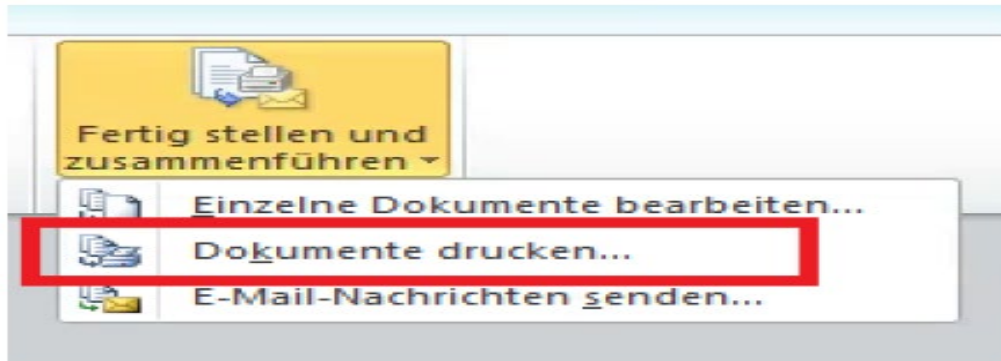 Fertig stellen und
zusammenführen
Einzelne Dokumente bearbeiten...
Dokumente drucken...
E-Mail-Nachrichten senden...